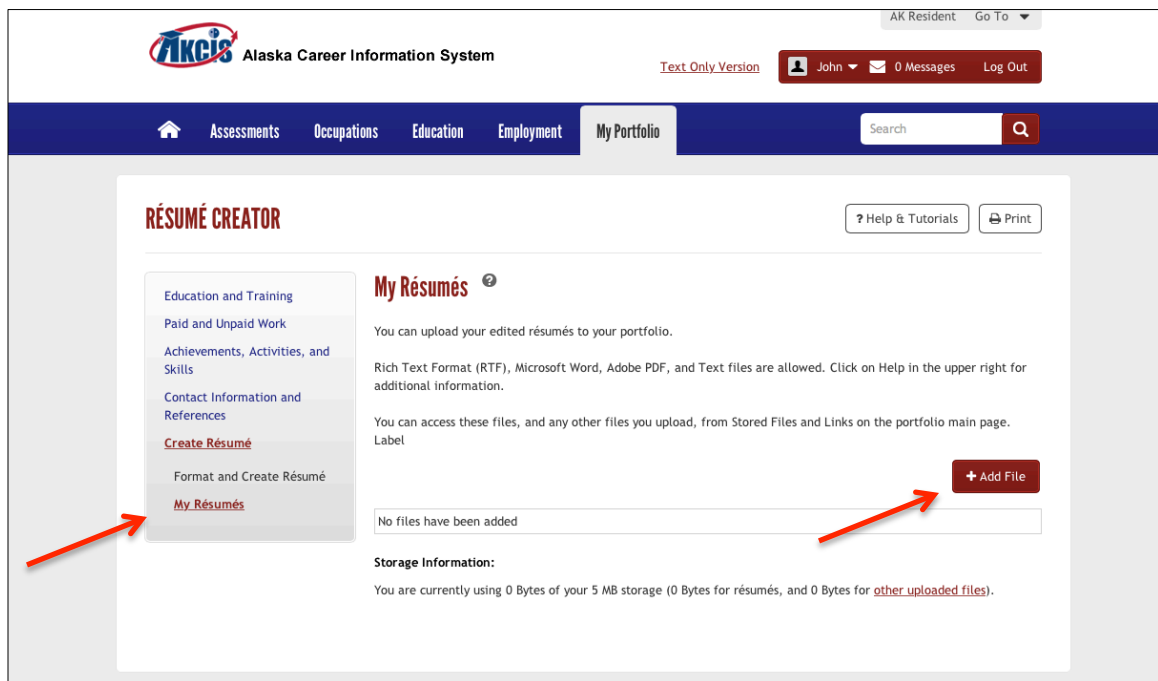 AK Resident Go To
AKCIS Alaska Career Information System
Text Only Version John 0 Messages Log Out
Assessments Occupations Education Employment My Portfolio Search
RÉSUMÉ CREATOR
? Help & Tutorials Print
Education and Training
Paid and Unpaid Work
Achievements, Activities, and
Skills
Contact Information and
References
Create Résumé
Format and Create Résumé
My Résumés
My Résumés ?
You can upload your edited résumés to your portfolio.
Rich Text Format (RTF), Microsoft Word, Adobe PDF, and Text files are allowed. Click on Help in the upper right for
additional information.
You can access these files, and any other files you upload, from Stored Files and Links on the portfolio main page.
Label
+ Add File
No files have been added
Storage Information:
You are currently using 0 Bytes of your 5 MB storage (0 Bytes for résumés, and 0 Bytes for other uploaded files).